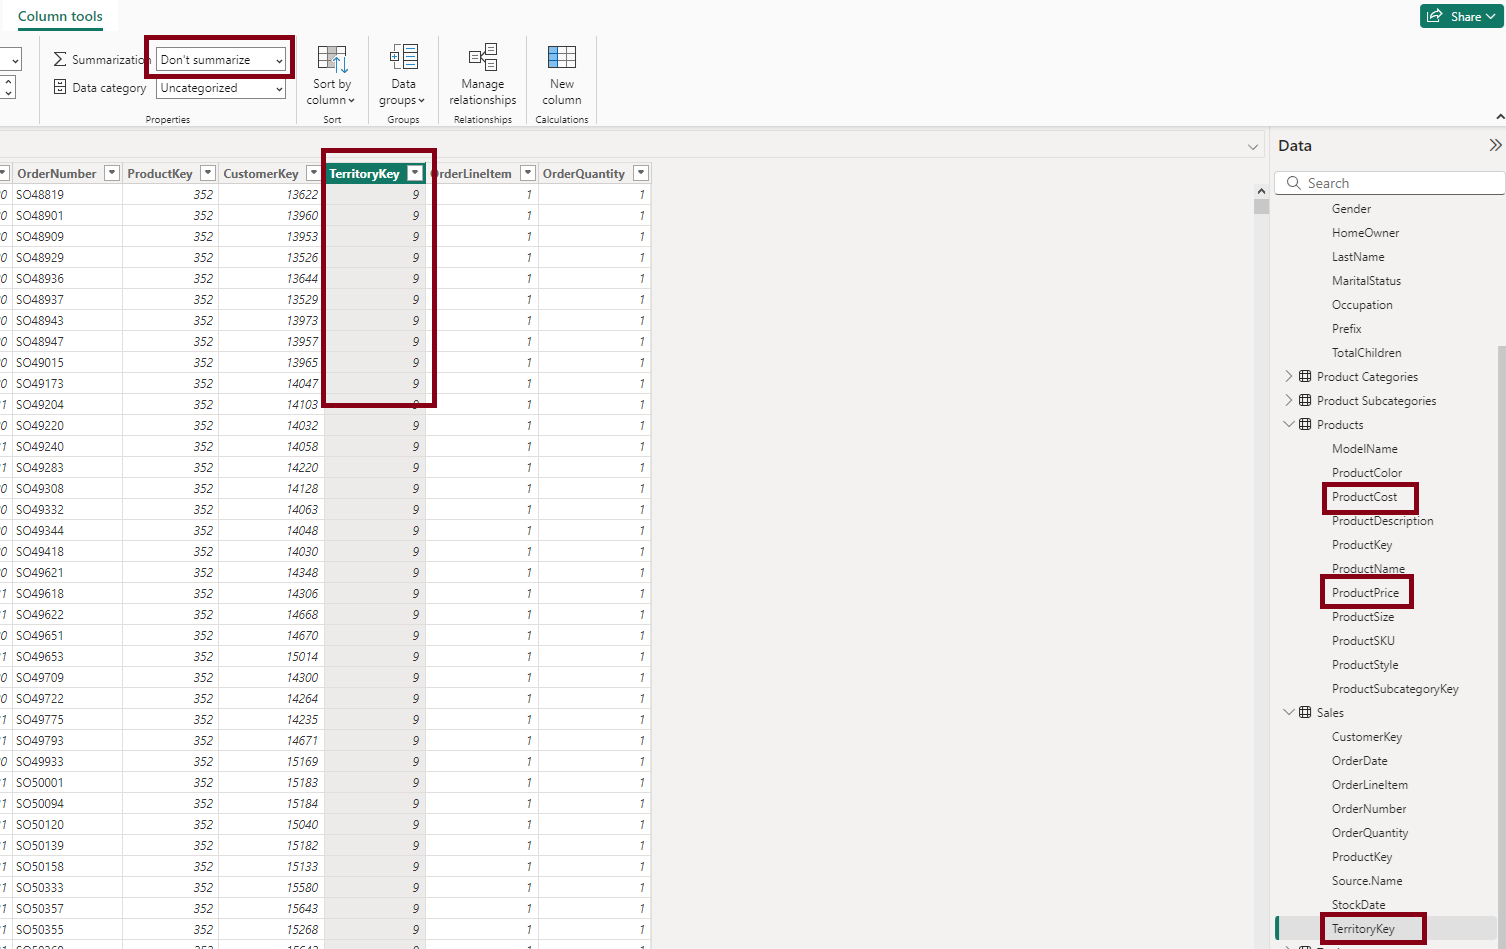 Column tools
Share
Summarization Don't summarize
Data category Uncategorized
Sort by
column
Data
groups
Manage
relationships
New
column
Properties Sort Groups Relationships Calculations
Data
Search
OrderNumber ProductKey CustomerKey TerritoryKey OrderLineItem OrderQuantity
SO48819 352 13622 9 1 1
SO48901 352 13960 9 1 1
SO48909 352 13953 9 1 1
SO48929 352 13526 9 1 1
SO48936 352 13644 9 1 1
SO48937 352 13529 9 1 1
SO48943 352 13973 9 1 1
SO48947 352 13957 9 1 1
SO49015 352 13965 9 1 1
SO49173 352 14047 9 1 1
SO49204 352 14103 9 1 1
SO49220 352 14032 9 1 1
SO49240 352 14058 9 1 1
SO49283 352 14220 9 1 1
SO49308 352 14128 9 1 1
SO49332 352 14063 9 1 1
SO49344 352 14048 9 1 1
SO49418 352 14030 9 1 1
SO49621 352 14348 9 1 1
SO49618 352 14306 9 1 1
SO49622 352 14668 9 1 1
SO49651 352 14670 9 1 1
SO49653 352 15014 9 1 1
SO49709 352 14300 9 1 1
SO49722 352 14264 9 1 1
SO49775 352 14235 9 1 1
SO49793 352 14671 9 1 1
SO49933 352 15169 9 1 1
SO50001 352 15183 9 1 1
SO50094 352 15184 9 1 1
SO50120 352 15040 9 1 1
SO50139 352 15182 9 1 1
SO50158 352 15133 9 1 1
SO50333 352 15580 9 1 1
SO50357 352 15643 9 1 1
SO50355 352 15268 9 1 1
Gender
HomeOwner
LastName
MaritalStatus
Occupation
Prefix
TotalChildren
Product Categories
Product Subcategories
Products
ModelName
ProductColor
ProductCost
ProductDescription
ProductKey
ProductName
ProductPrice
ProductSize
ProductSKU
ProductStyle
ProductSubcategoryKey
Sales
CustomerKey
OrderDate
OrderLineItem
OrderNumber
OrderQuantity
ProductKey
Source.Name
StockDate
TerritoryKey